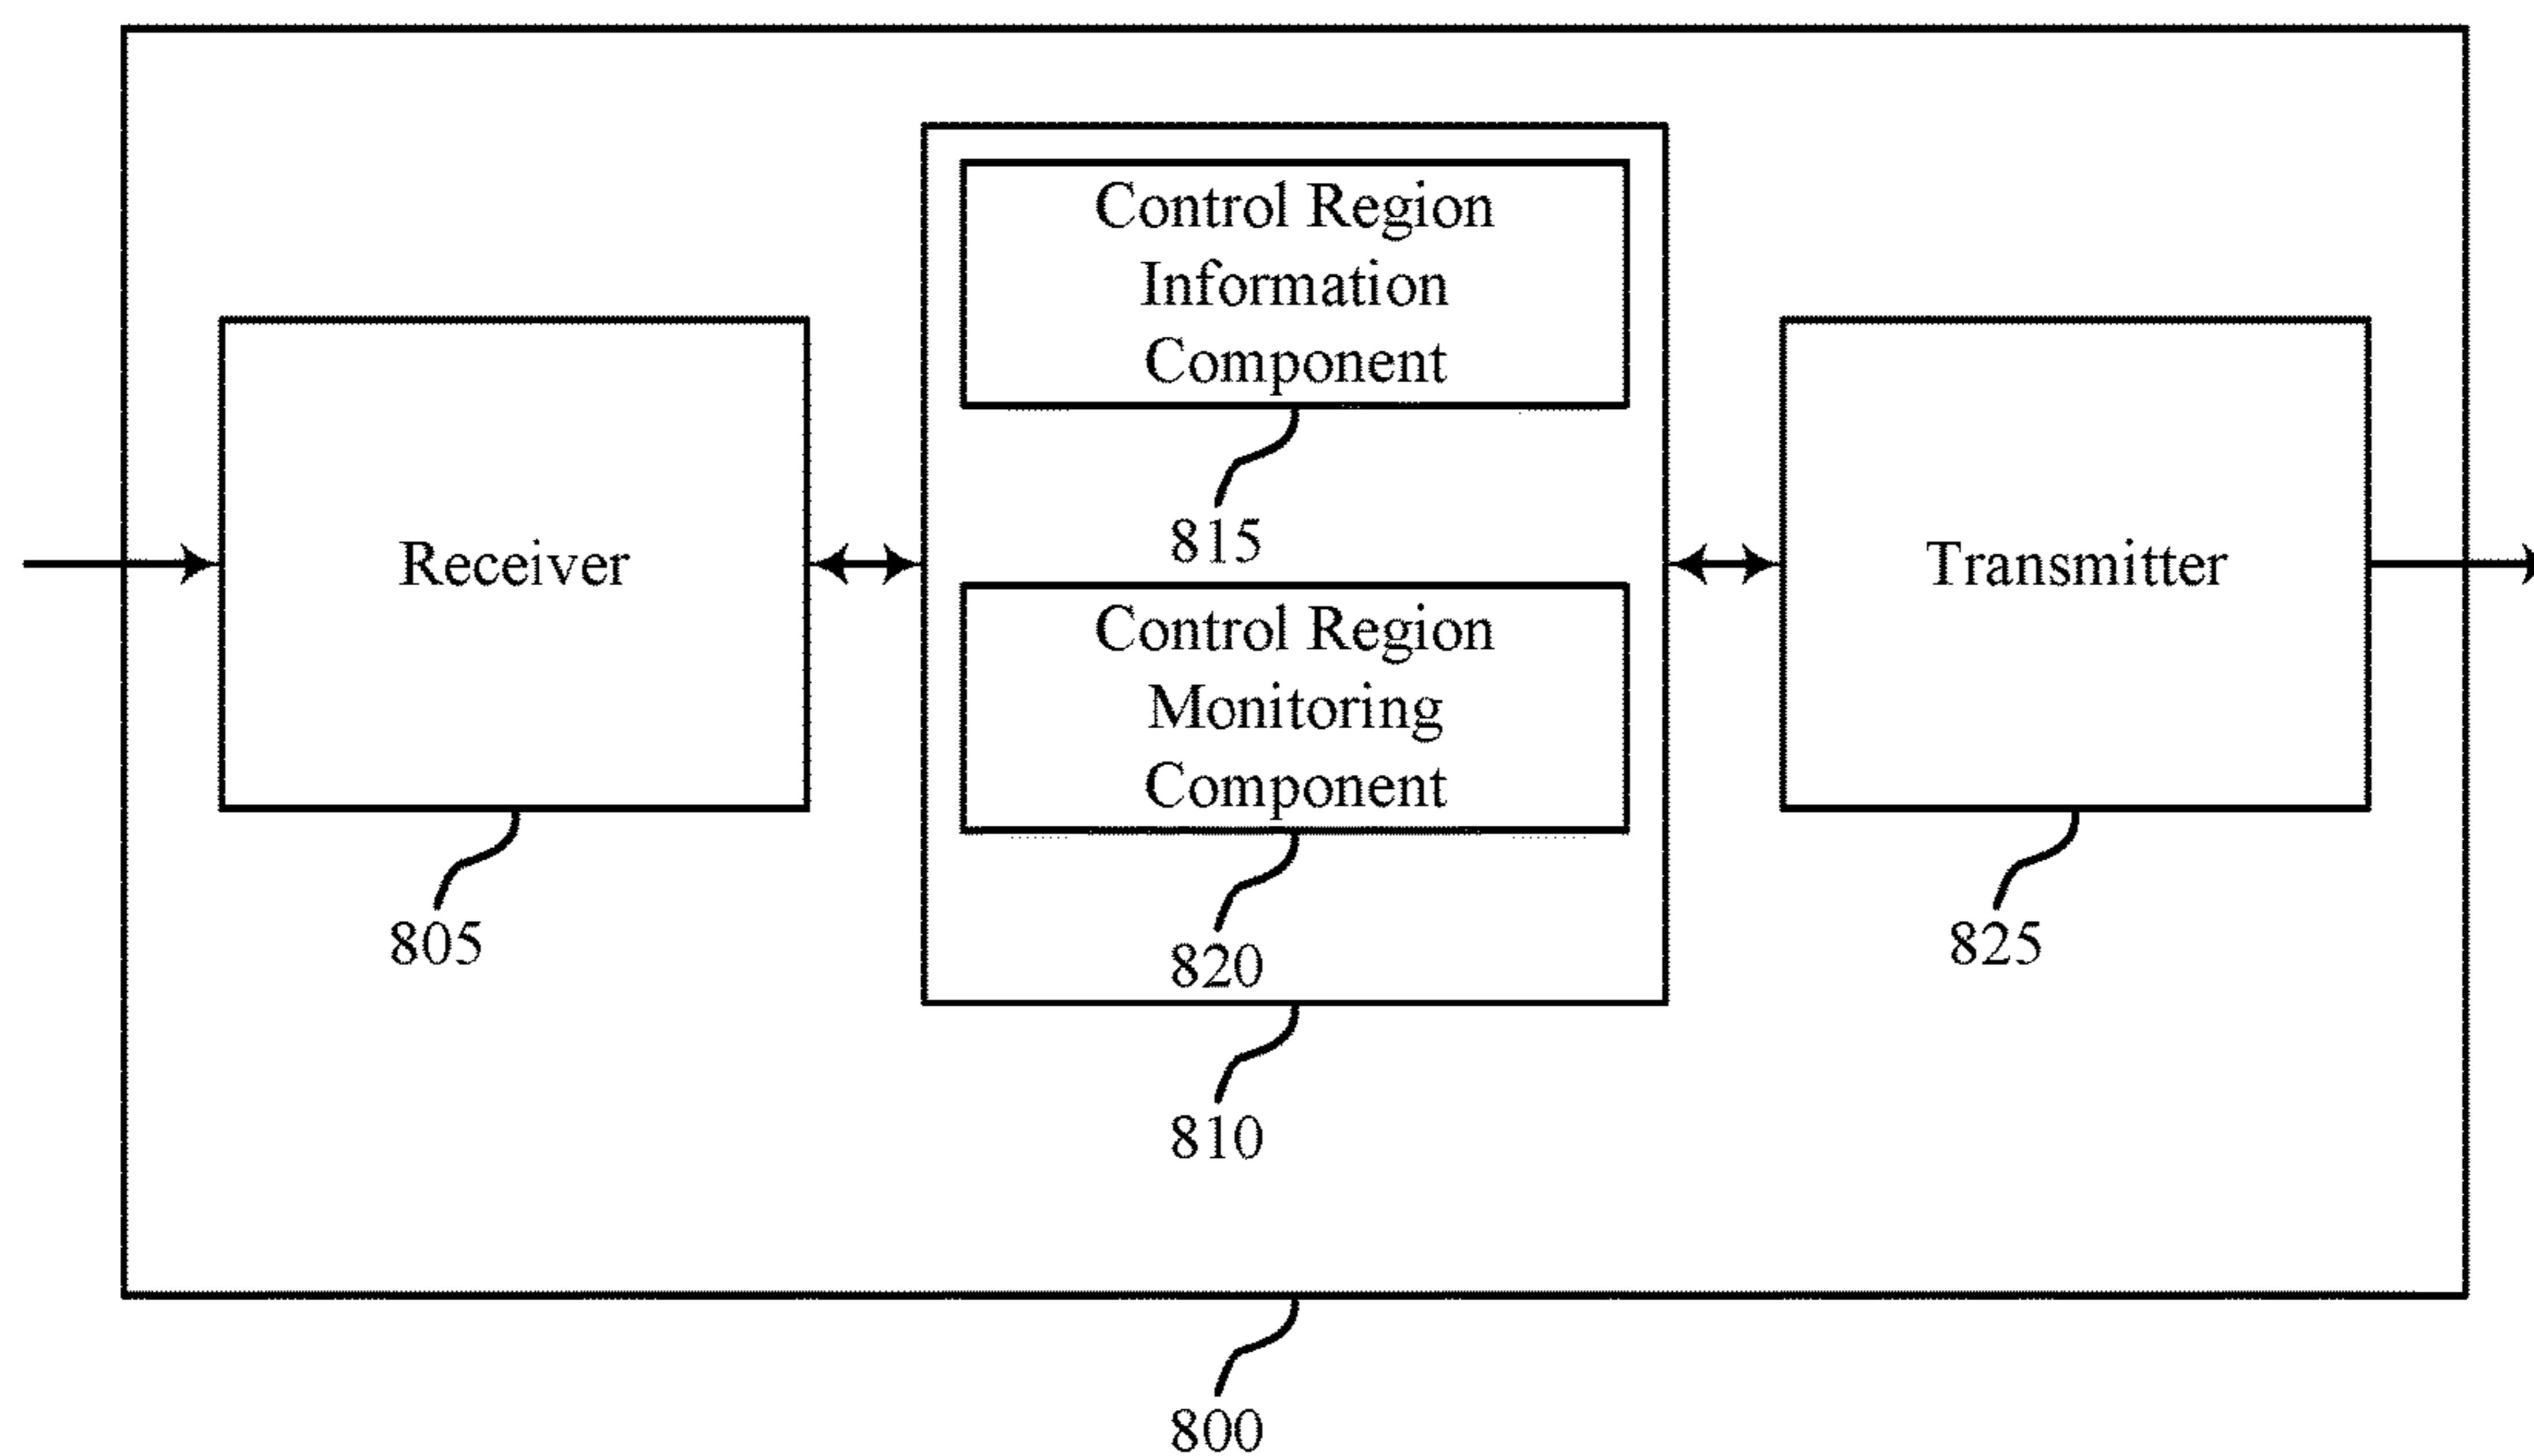 Control Region
Information
Component
815
Receiver
805
Control Region
Monitoring
Component
820
810
Transmitter
825
800